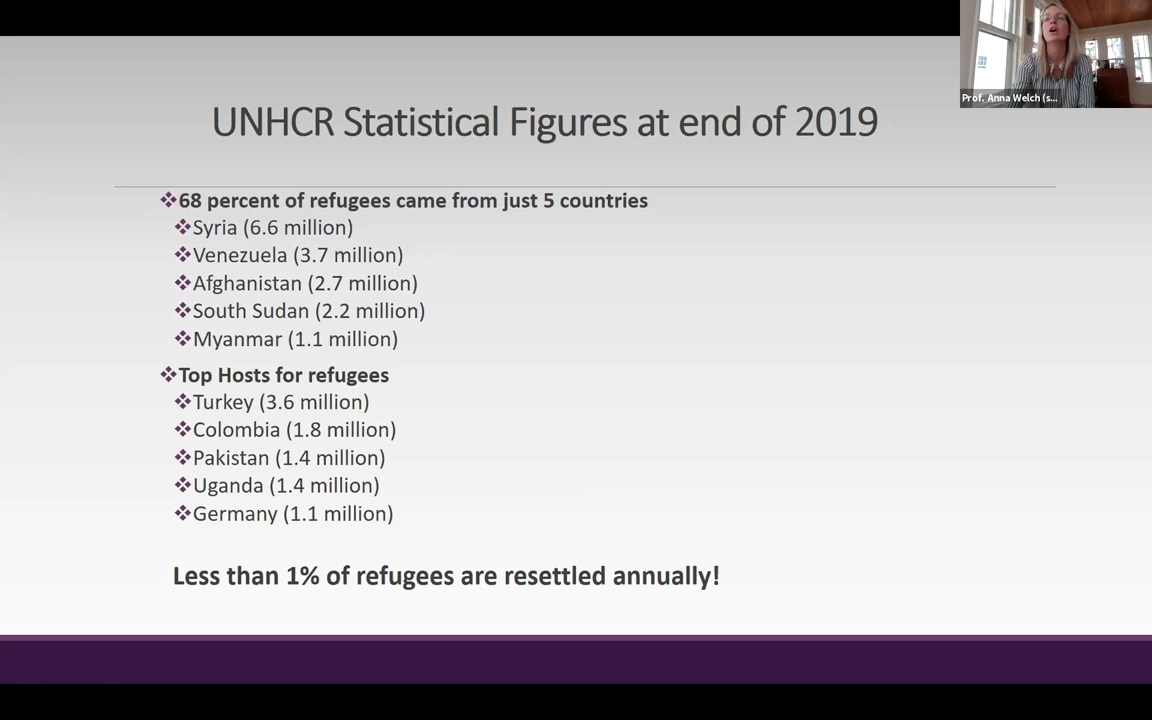 Prof. Anna Welch (s...
UNHCR Statistical Figures at end of 2019
68 percent of refugees came from just 5 countries
Syria (6.6 million)
Venezuela (3.7 million)
Afghanistan (2.7 million)
South Sudan (2.2 million)
Myanmar (1.1 million)
Top Hosts for refugees
Turkey (3.6 million)
Colombia (1.8 million)
Pakistan (1.4 million)
Uganda (1.4 million)
Germany (1.1 million)
Less than 1% of refugees are resettled annually!